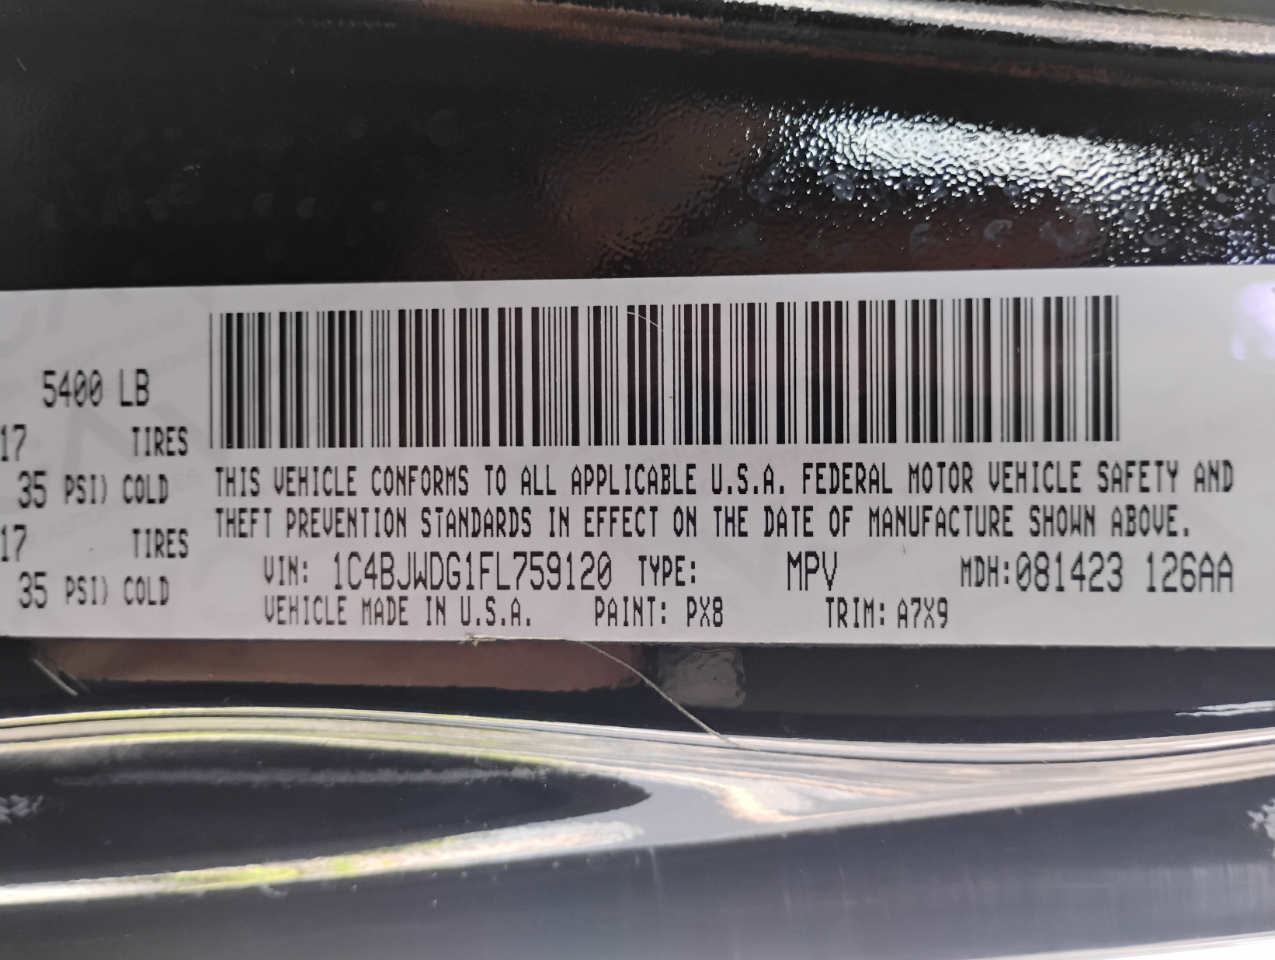 5400 LB
17 TIRES
35 PSI) COLD
17 TIRES
35 PSI) COLD
THIS VEHICLE CONFORMS TO ALL APPLICABLE U.S.A. FEDERAL MOTOR VEHICLE SAFETY AND
THEFT PREVENTION STANDARDS IN EFFECT ON THE DATE OF MANUFACTURE SHOWN ABOVE.
VIN: 1C4BJWDG1FL759120 TYPE: MPV MDH:081423 126AA
VEHICLE MADE IN U.S.A. PAINT: PX8 TRIM: A7X9